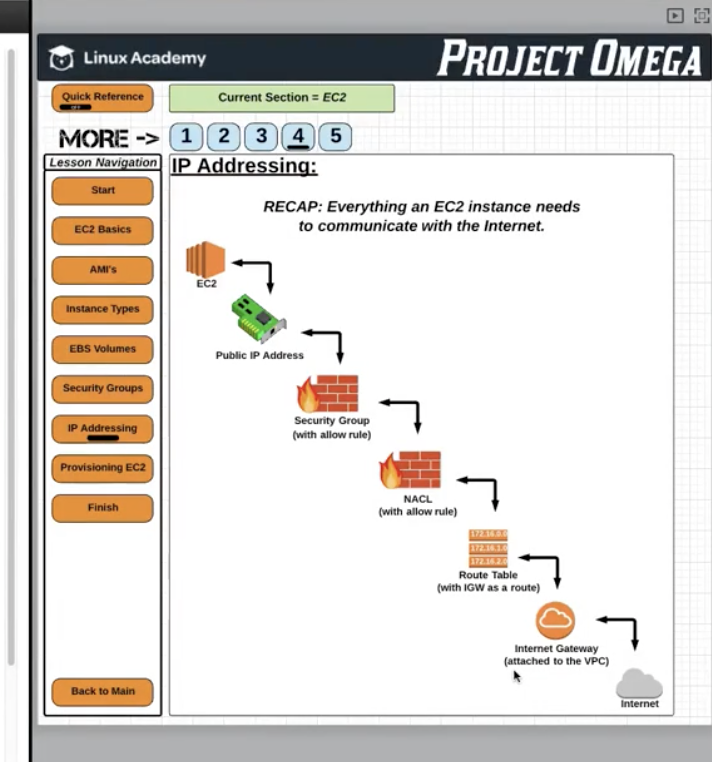 Linux Academy
PROJECT OMEGA
Quick Reference
OFF
Current Section = EC2
MORE ->
1 2 3 4 5
Lesson Navigation
Start
EC2 Basics
AMI's
Instance Types
EBS Volumes
Security Groups
IP Addressing
Provisioning EC2
Finish
Back to Main
IP Addressing:
RECAP: Everything an EC2 instance needs
to communicate with the Internet.
EC2
Public IP Address
Security Group
(with allow rule)
NACL
(with allow rule)
172.16.0.0
172.16.1.0
172.16.2.0
Route Table
(with IGW as a route)
Internet Gateway
(attached to the VPC)
Internet